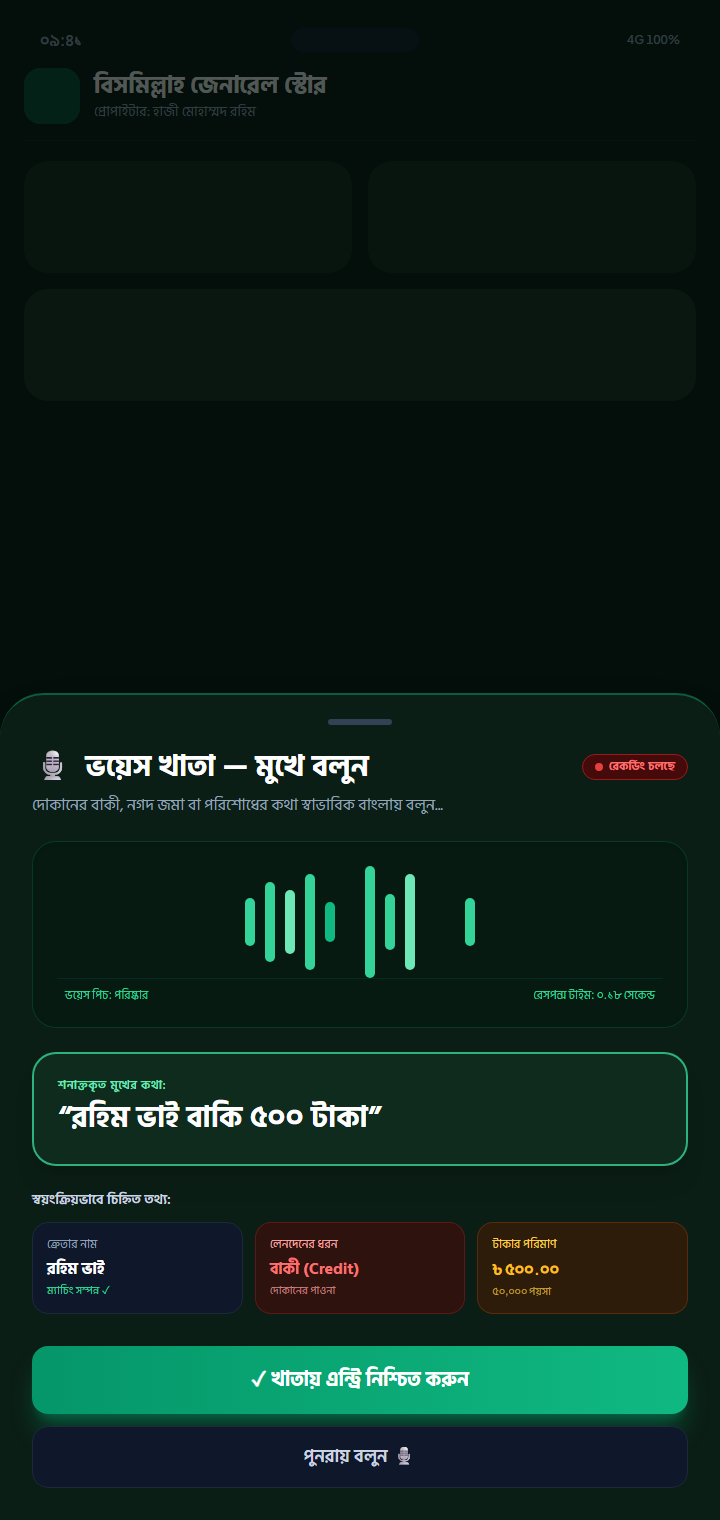 ০৯:৪৯
4G 100%
বিসমিল্লাহ জেনারেল স্টোর
প্রোপাইটার: হাজী মোহাম্মদ রহিম
ভয়েস খাতা — মুখে বলুন
রেকর্ডিং চলছে
দোকানের বাকী, নগদ জমা বা পরিশোধের কথা স্বাভাবিক বাংলায় বলুন...
ভয়েস পিচ: পরিষ্কার
রেসপন্স টাইম: ০.১৮ সেকেন্ড
শনাক্তকৃত মুখের কথা:
“রহিম ভাই বাকি ৫০০ টাকা”
স্বয়ংক্রিয়ভাবে চিহ্নিত তথ্য:
ক্রেতার নাম
রহিম ভাই
ম্যাচিং সম্পন্ন ✓
লেনদেনের ধরন
বাকী (Credit)
দোকানের পাওনা
টাকার পরিমাণ
৳ ৫০০.০০
৫০,০০০ পয়সা
✓ খাতায় এন্ট্রি নিশ্চিত করুন
পুনরায় বলুন